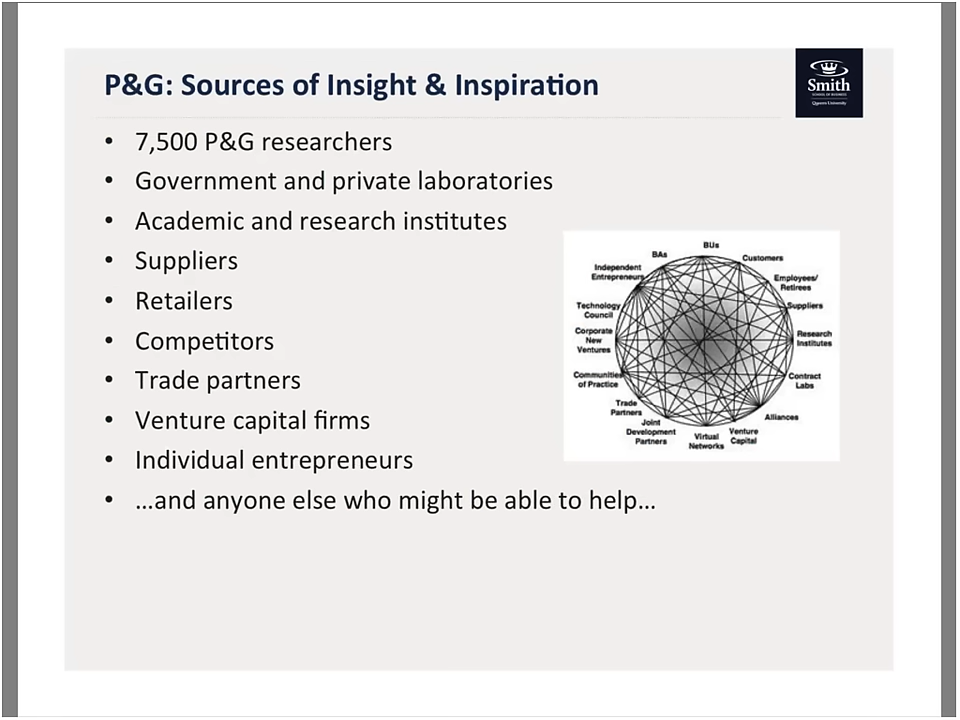 P&G: Sources of Insight & Inspiration
Smith
SCHOOL OF BUSINESS
Queen's University
• 7,500 P&G researchers
• Government and private laboratories
• Academic and research institutes
• Suppliers
• Retailers
• Competitors
• Trade partners
• Venture capital firms
• Individual entrepreneurs
• …and anyone else who might be able to help…
BUs
Customers
Employees/
Retirees
Suppliers
Research
Institutes
Contract
Labs
Alliances
Venture
Capital
Virtual
Networks
Joint
Development
Partners
Trade
Partners
Communities
of Practice
Corporate
New
Ventures
Technology
Council
Independent
Entrepreneurs
BAs